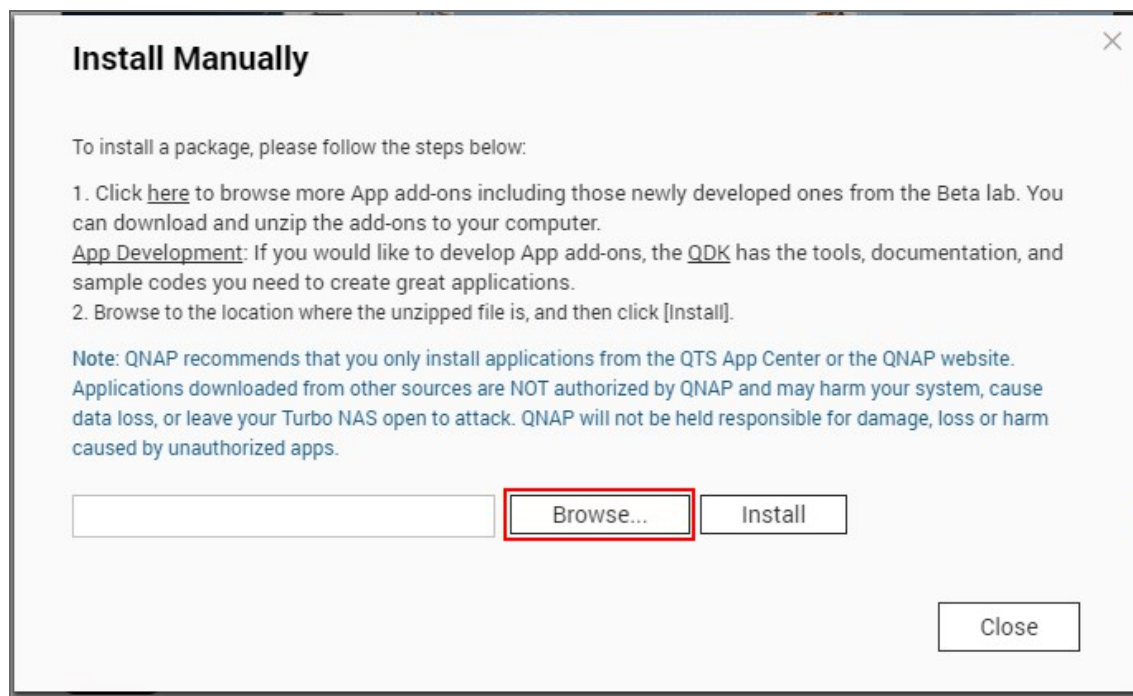 Install Manually
To install a package, please follow the steps below:
1. Click here to browse more App add-ons including those newly developed ones from the Beta lab. You
can download and unzip the add-ons to your computer.
App Development: If you would like to develop App add-ons, the QDK has the tools, documentation, and
sample codes you need to create great applications.
2. Browse to the location where the unzipped file is, and then click [Install].
Note: QNAP recommends that you only install applications from the QTS App Center or the QNAP website.
Applications downloaded from other sources are NOT authorized by QNAP and may harm your system, cause
data loss, or leave your Turbo NAS open to attack. QNAP will not be held responsible for damage, loss or harm
caused by unauthorized apps.
Browse... Install
Close